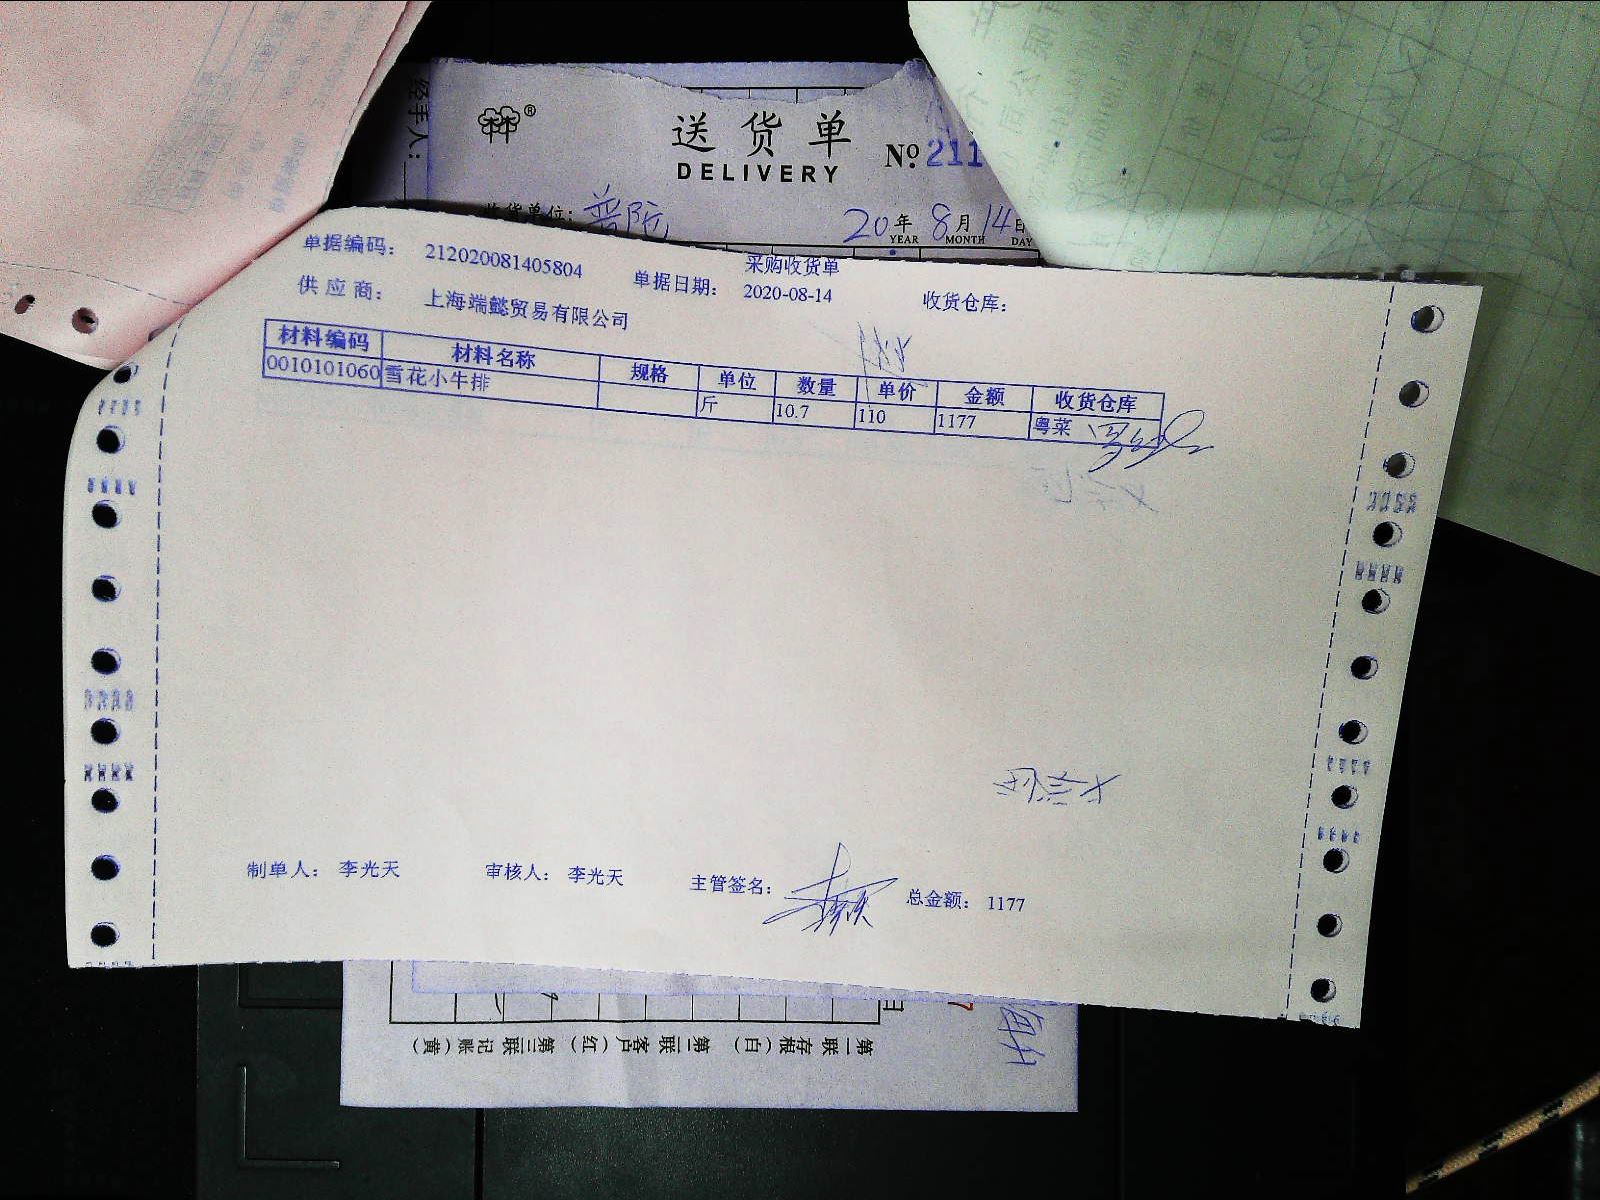 经手人：
送货单
DELIVERY
№ 211
收货单位：普陀
20年 8月 14日
YEAR MONTH DAY
采购收货单
单据编码： 212020081405804 单据日期： 2020-08-14 收货仓库：
供应商： 上海端懿贸易有限公司
材料编码 材料名称 规格 单位 数量 单价 金额 收货仓库
0010101060 雪花小牛排 斤 10.7 110 1177 粤菜
制单人： 李光天 审核人： 李光天 主管签名： 总金额： 1177
第一联 存根（白） 第二联 客户（红） 第三联 记账（黄）